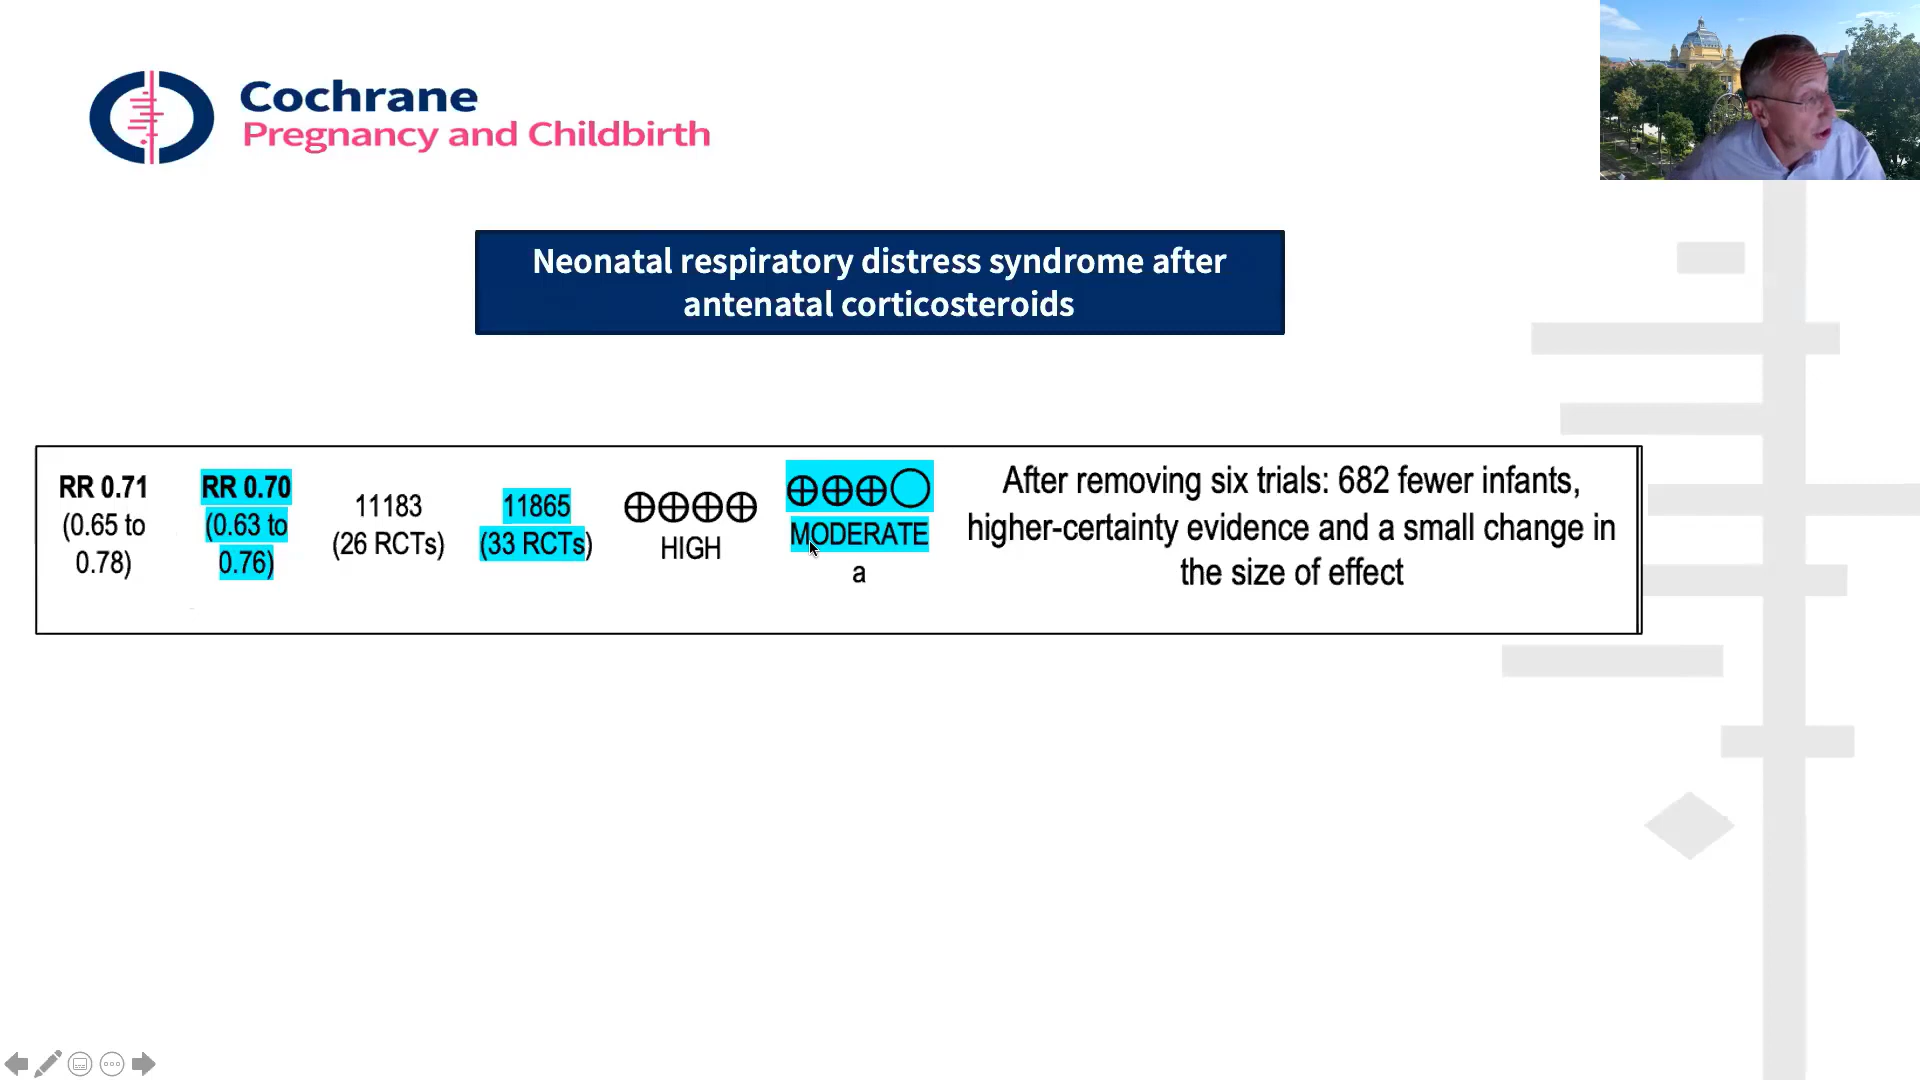 Cochrane
Pregnancy and Childbirth
Neonatal respiratory distress syndrome after
antenatal corticosteroids
RR 0.71
(0.65 to
0.78)
RR 0.70
(0.63 to
0.76)
11183
(26 RCTs)
11865
(33 RCTs)
⊕⊕⊕⊕
HIGH
⊕⊕⊕◯
MODERATE
a
After removing six trials: 682 fewer infants,
higher-certainty evidence and a small change in
the size of effect